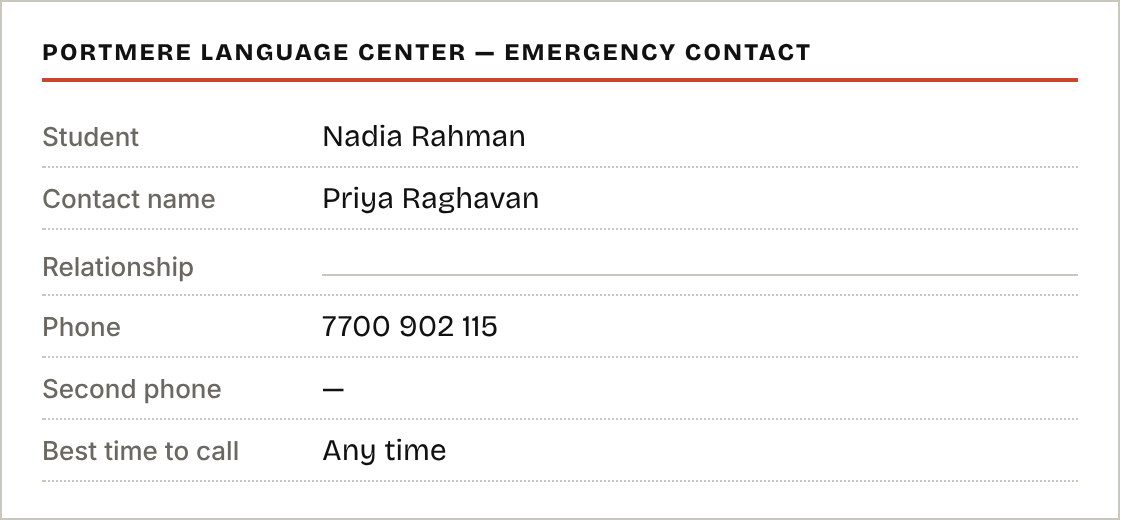 PORTMERE LANGUAGE CENTER — EMERGENCY CONTACT
Student Nadia Rahman
Contact name Priya Raghavan
Relationship
Phone 7700 902 115
Second phone —
Best time to call Any time